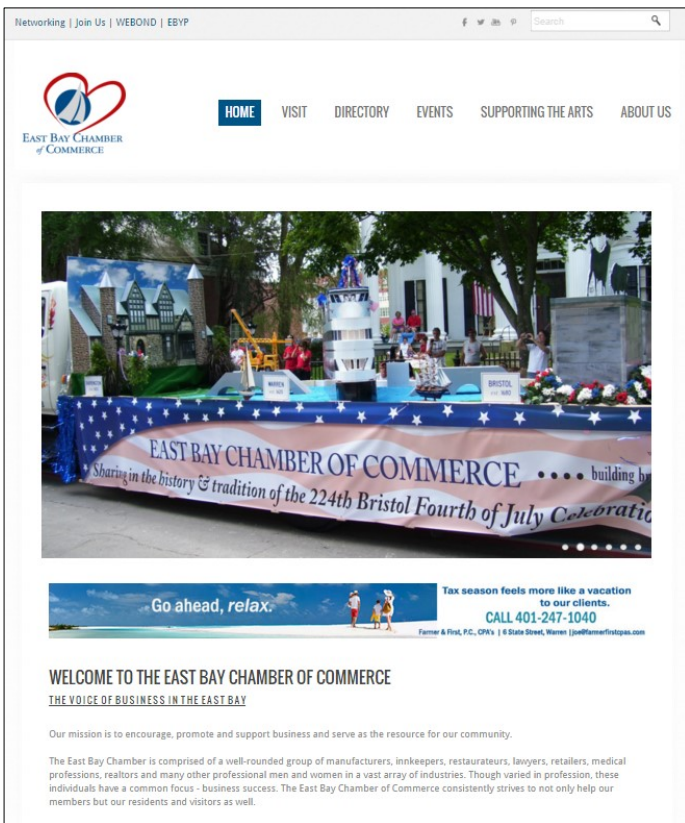 Networking | Join Us | WEBOND | EBYP
Search
EAST BAY CHAMBER
of COMMERCE
HOME VISIT DIRECTORY EVENTS SUPPORTING THE ARTS ABOUT US
WARREN
BRISTOL
EAST BAY CHAMBER OF COMMERCE • • • • building b
Sharing in the history & tradition of the 224th Bristol Fourth of July Celebratio
Go ahead, relax.
Tax season feels more like a vacation
to our clients.
CALL 401-247-1040
Farmer & First, P.C., CPA's | 6 State Street, Warren | joe@farmerfirstcpas.com
WELCOME TO THE EAST BAY CHAMBER OF COMMERCE
THE VOICE OF BUSINESS IN THE EAST BAY
Our mission is to encourage, promote and support business and serve as the resource for our community.
The East Bay Chamber is comprised of a well-rounded group of manufacturers, innkeepers, restaurateurs, lawyers, retailers, medical
professions, realtors and many other professional men and women in a vast array of industries. Though varied in profession, these
individuals have a common focus - business success. The East Bay Chamber of Commerce consistently strives to not only help our
members but our residents and visitors as well.